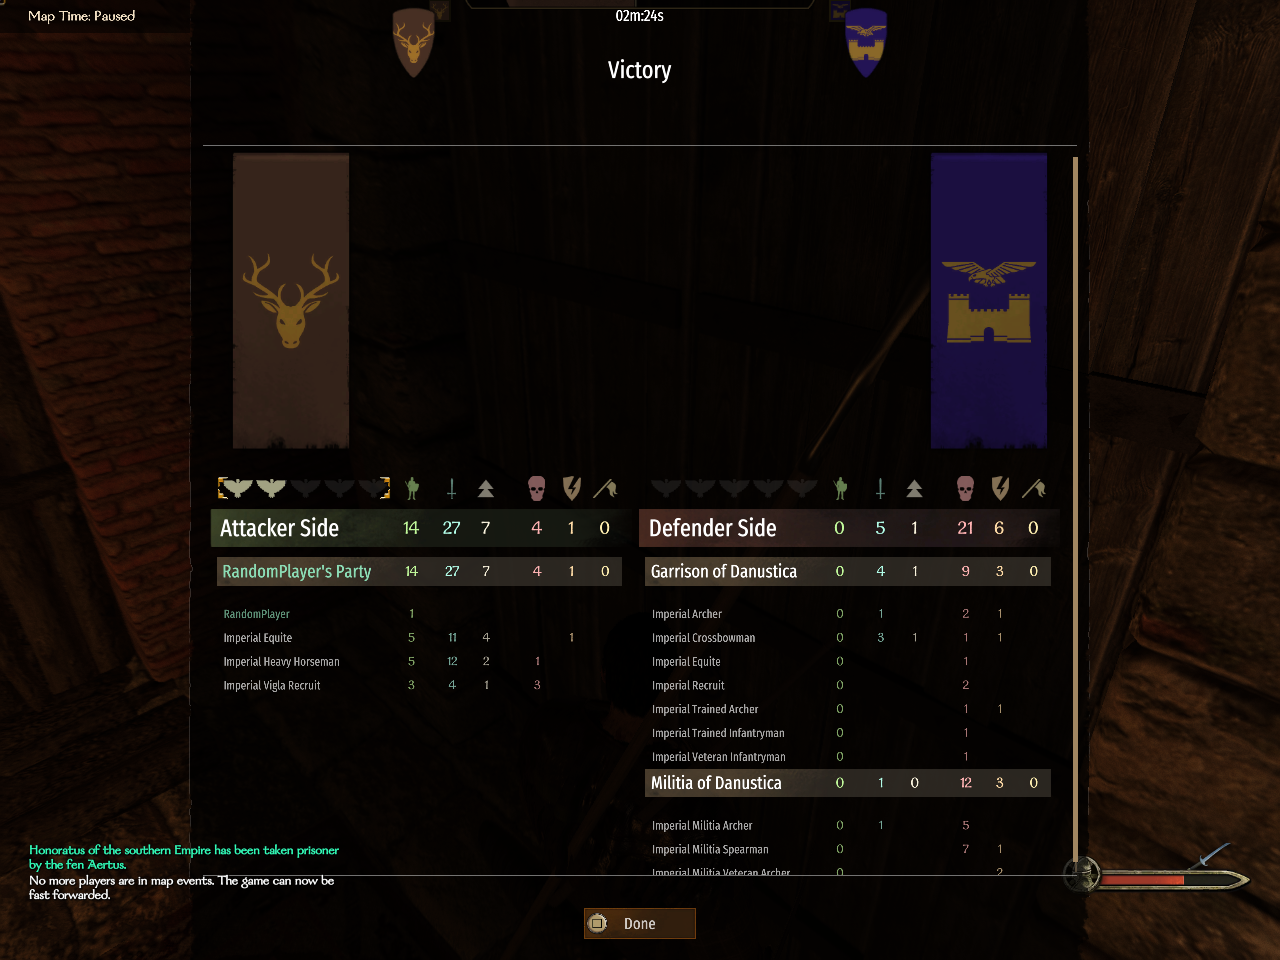 Map Time: Paused
02m:24s
Victory
Attacker Side 14 27 7 4 1 0
RandomPlayer's Party 14 27 7 4 1 0
RandomPlayer 1
Imperial Equite 5 11 4 1
Imperial Heavy Horseman 5 12 2 1
Imperial Vigla Recruit 3 4 1 3
Defender Side 0 5 1 21 6 0
Garrison of Danustica 0 4 1 9 3 0
Imperial Archer 0 1 2 1
Imperial Crossbowman 0 3 1 1 1
Imperial Equite 0 1
Imperial Recruit 0 2
Imperial Trained Archer 0 1 1
Imperial Trained Infantryman 0 1
Imperial Veteran Infantryman 0 1
Militia of Danustica 0 1 0 12 3 0
Imperial Militia Archer 0 1 5
Imperial Militia Spearman 0 7 1
Imperial Militia Veteran Archer 0 2
Honoratus of the southern Empire has been taken prisoner
by the fen Aertus.
No more players are in map events. The game can now be
fast forwarded.
Done